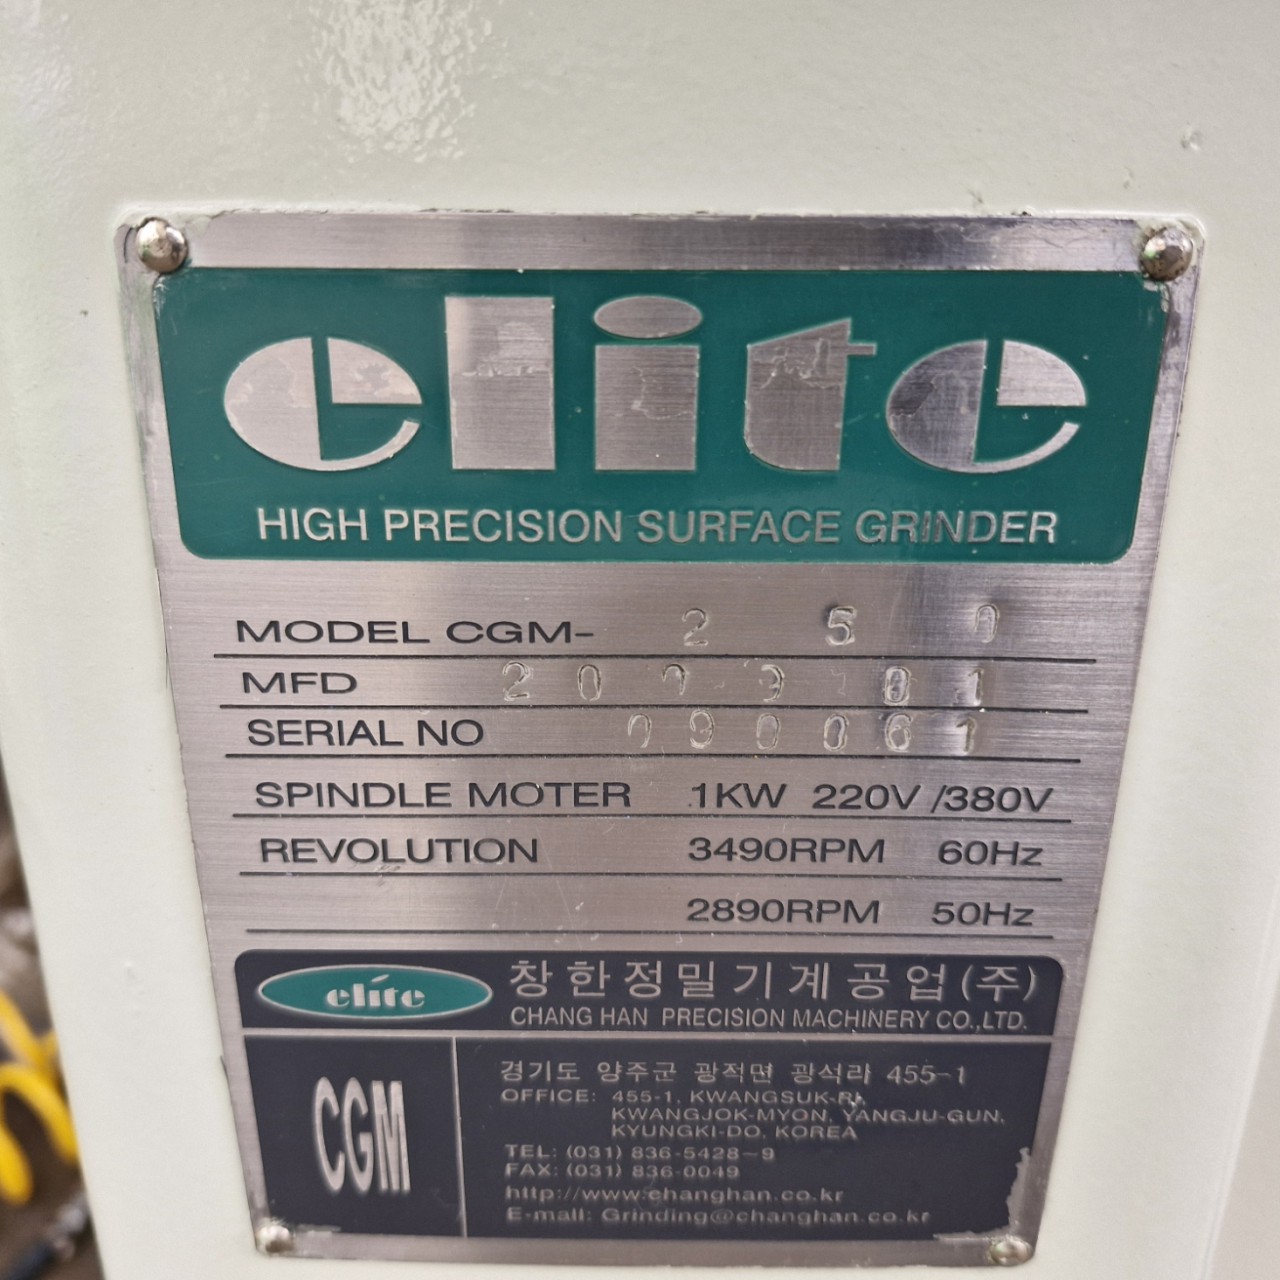 elite
HIGH PRECISION SURFACE GRINDER
MODEL CGM- 250
MFD 2009 01
SERIAL NO 090061
SPINDLE MOTER 1KW 220V /380V
REVOLUTION 3490RPM 60Hz
2890RPM 50Hz
elite 창한정밀기계공업(주)
CHANG HAN PRECISION MACHINERY CO.,LTD.
CGM
경기도 양주군 광적면 광석리 455-1
OFFICE: 455-1, KWANGSUK-RI,
KWANGJOK-MYON, YANGJU-GUN,
KYUNGKI-DO, KOREA
TEL: (031) 836-5428~9
FAX: (031) 836-0049
http://www.changhan.co.kr
E-mail: Grinding@changhan.co.kr